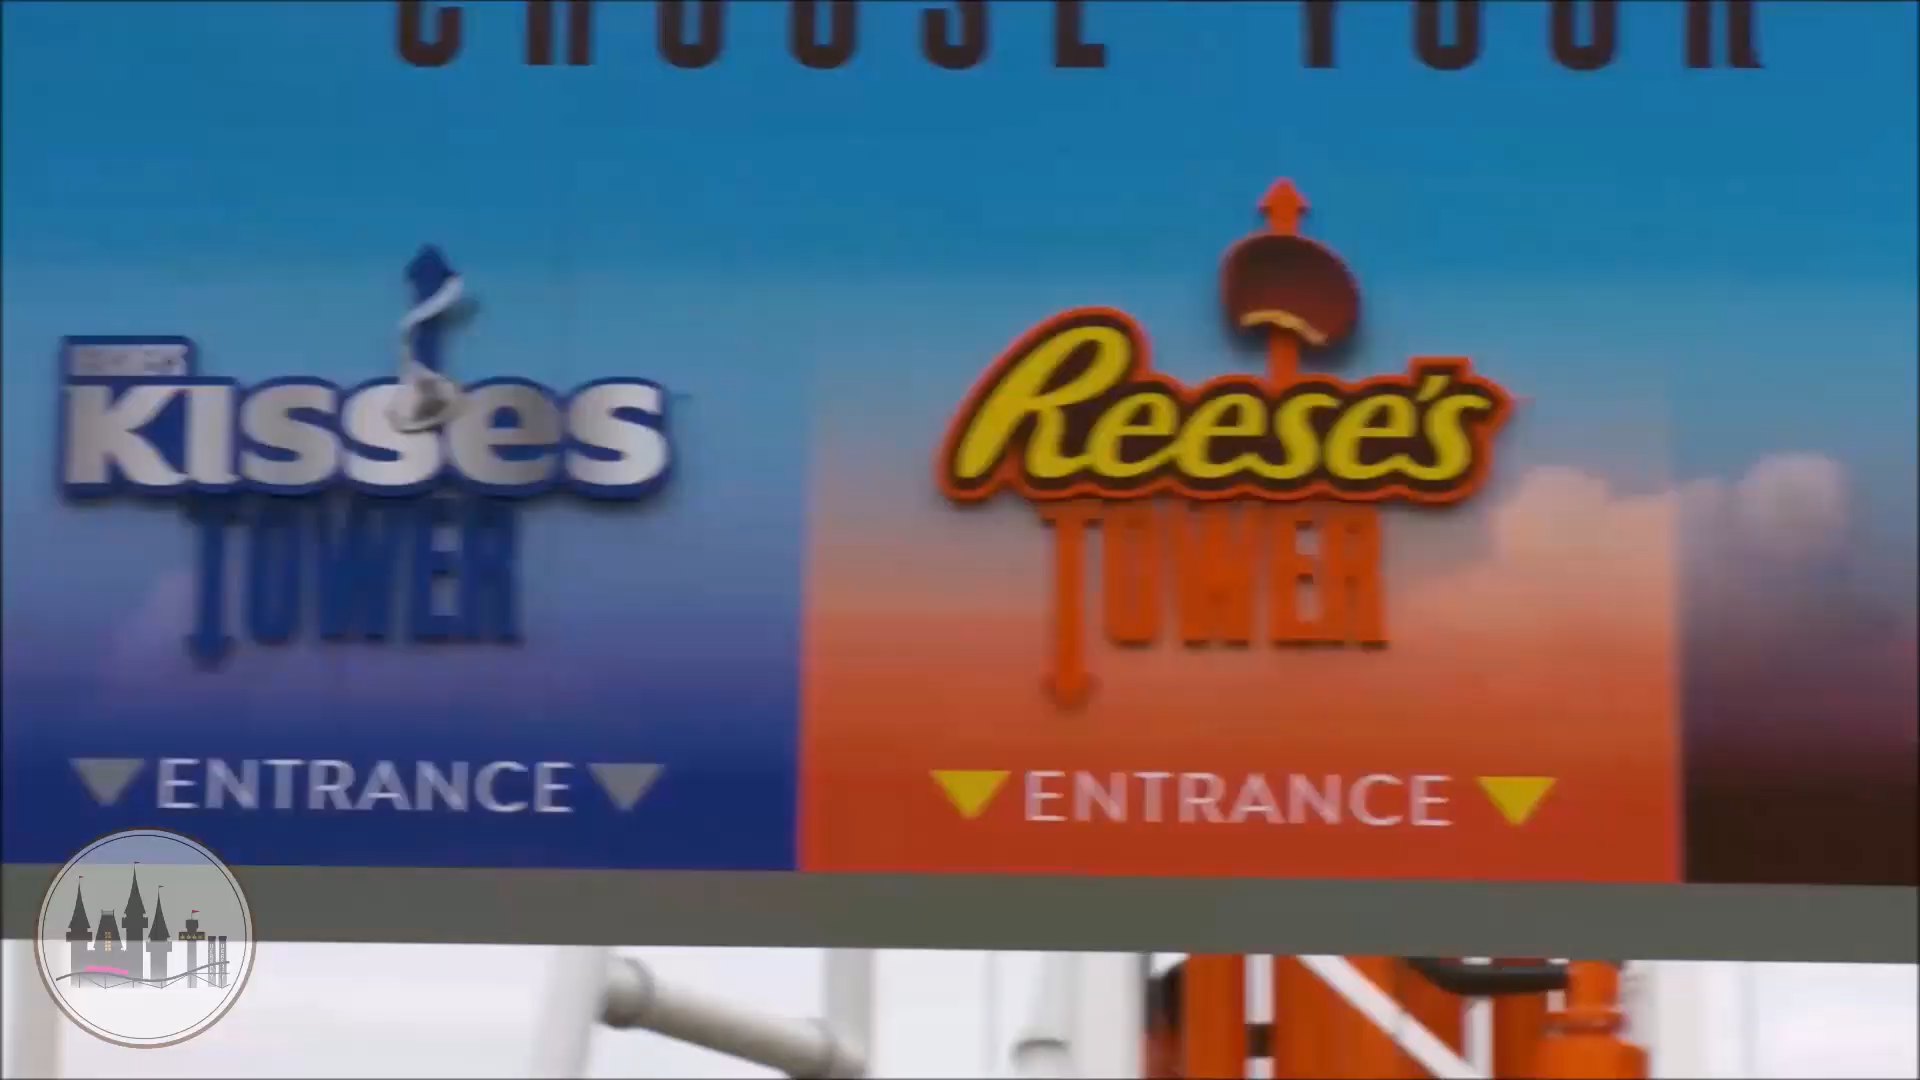 CHOOSE YOUR
KISSES
TOWER
ENTRANCE
Reese's
TOWER
ENTRANCE